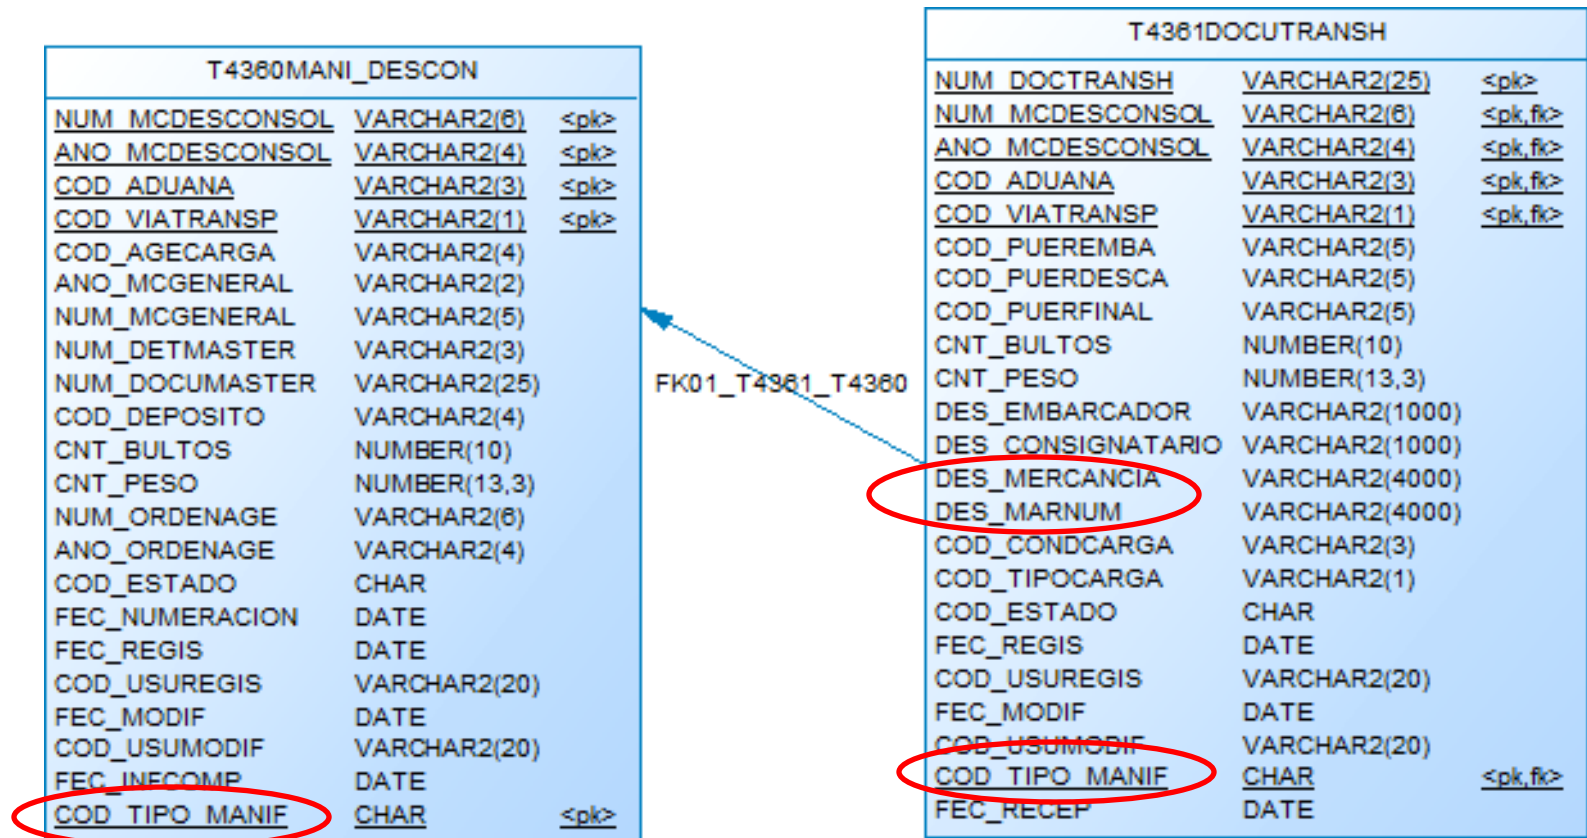 T4360MANI_DESCON
NUM_MCDESCONSOL VARCHAR2(6) <pk>
ANO_MCDESCONSOL VARCHAR2(4) <pk>
COD_ADUANA VARCHAR2(3) <pk>
COD_VIATRANSP VARCHAR2(1) <pk>
COD_AGECARGA VARCHAR2(4)
ANO_MCGENERAL VARCHAR2(2)
NUM_MCGENERAL VARCHAR2(5)
NUM_DETMASTER VARCHAR2(3)
NUM_DOCUMASTER VARCHAR2(25)
COD_DEPOSITO VARCHAR2(4)
CNT_BULTOS NUMBER(10)
CNT_PESO NUMBER(13,3)
NUM_ORDENAGE VARCHAR2(6)
ANO_ORDENAGE VARCHAR2(4)
COD_ESTADO CHAR
FEC_NUMERACION DATE
FEC_REGIS DATE
COD_USUREGIS VARCHAR2(20)
FEC_MODIF DATE
COD_USUMODIF VARCHAR2(20)
FEC_INFCOMP DATE
COD_TIPO_MANIF CHAR <pk>
FK01_T4361_T4360
T4361DOCUTRANSH
NUM_DOCTRANSH VARCHAR2(25) <pk>
NUM_MCDESCONSOL VARCHAR2(6) <pk,fk>
ANO_MCDESCONSOL VARCHAR2(4) <pk,fk>
COD_ADUANA VARCHAR2(3) <pk,fk>
COD_VIATRANSP VARCHAR2(1) <pk,fk>
COD_PUEREMBA VARCHAR2(5)
COD_PUERDESCA VARCHAR2(5)
COD_PUERFINAL VARCHAR2(5)
CNT_BULTOS NUMBER(10)
CNT_PESO NUMBER(13,3)
DES_EMBARCADOR VARCHAR2(1000)
DES_CONSIGNATARIO VARCHAR2(1000)
DES_MERCANCIA VARCHAR2(4000)
DES_MARNUM VARCHAR2(4000)
COD_CONDCARGA VARCHAR2(3)
COD_TIPOCARGA VARCHAR2(1)
COD_ESTADO CHAR
FEC_REGIS DATE
COD_USUREGIS VARCHAR2(20)
FEC_MODIF DATE
COD_USUMODIF VARCHAR2(20)
COD_TIPO_MANIF CHAR <pk,fk>
FEC_RECEP DATE